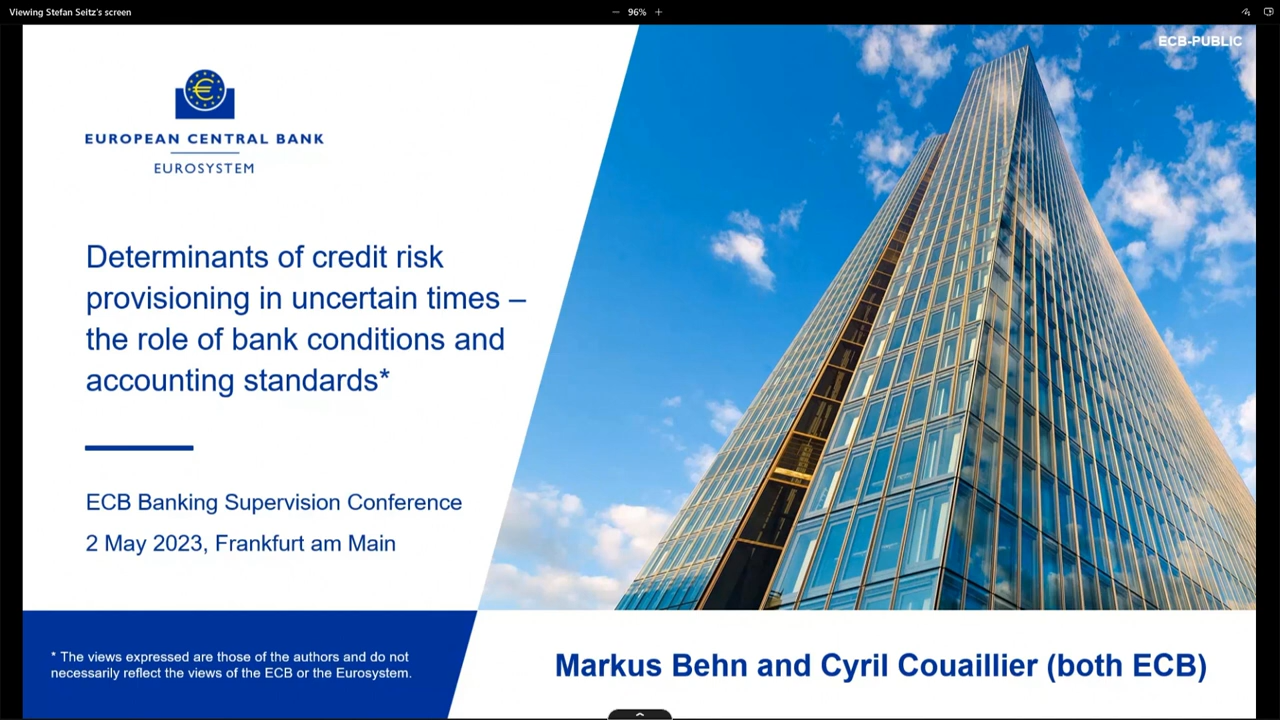 Viewing Stefan Seitz's screen
96%
ECB-PUBLIC
€
EUROPEAN CENTRAL BANK
EUROSYSTEM
Determinants of credit risk
provisioning in uncertain times –
the role of bank conditions and
accounting standards*
ECB Banking Supervision Conference
2 May 2023, Frankfurt am Main
* The views expressed are those of the authors and do not
necessarily reflect the views of the ECB or the Eurosystem.
Markus Behn and Cyril Couaillier (both ECB)